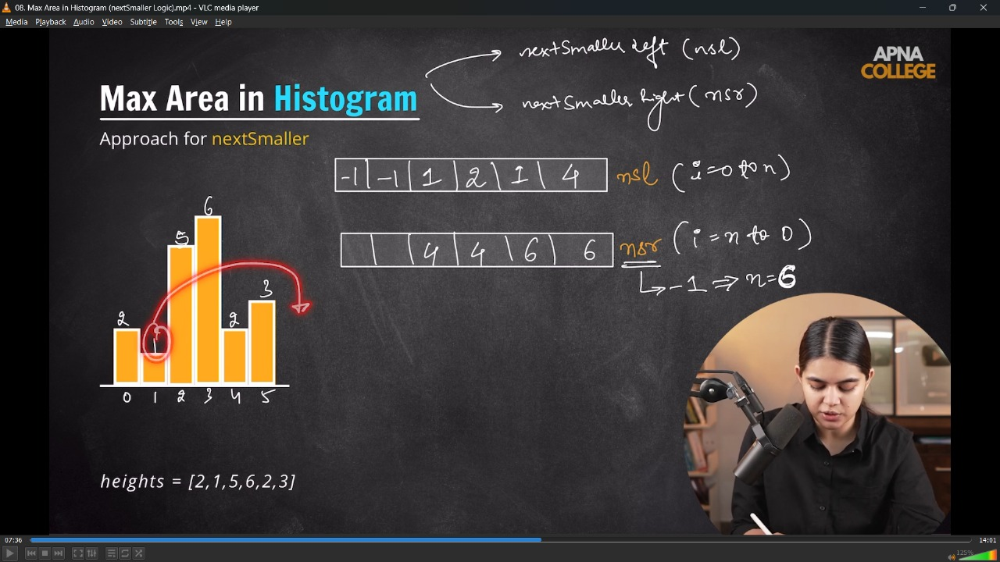 08. Max Area in Histogram (nextSmaller Logic).mp4 - VLC media player
Media Playback Audio Video Subtitle Tools View Help
nextSmaller Left (nsl)
APNA
COLLEGE
Max Area in Histogram
nextSmaller Right (nsr)
Approach for nextSmaller
-1 | -1 | 1 | 2 | 1 | 4 nsl (i=0 to n)
4 | 4 | 6 | 6 nsr (i = n to 0)
-1 ⇒ n=6
6
5
3
2
2
1
0 1 2 3 4 5
heights = [2,1,5,6,2,3]
07:36
14:01
125%